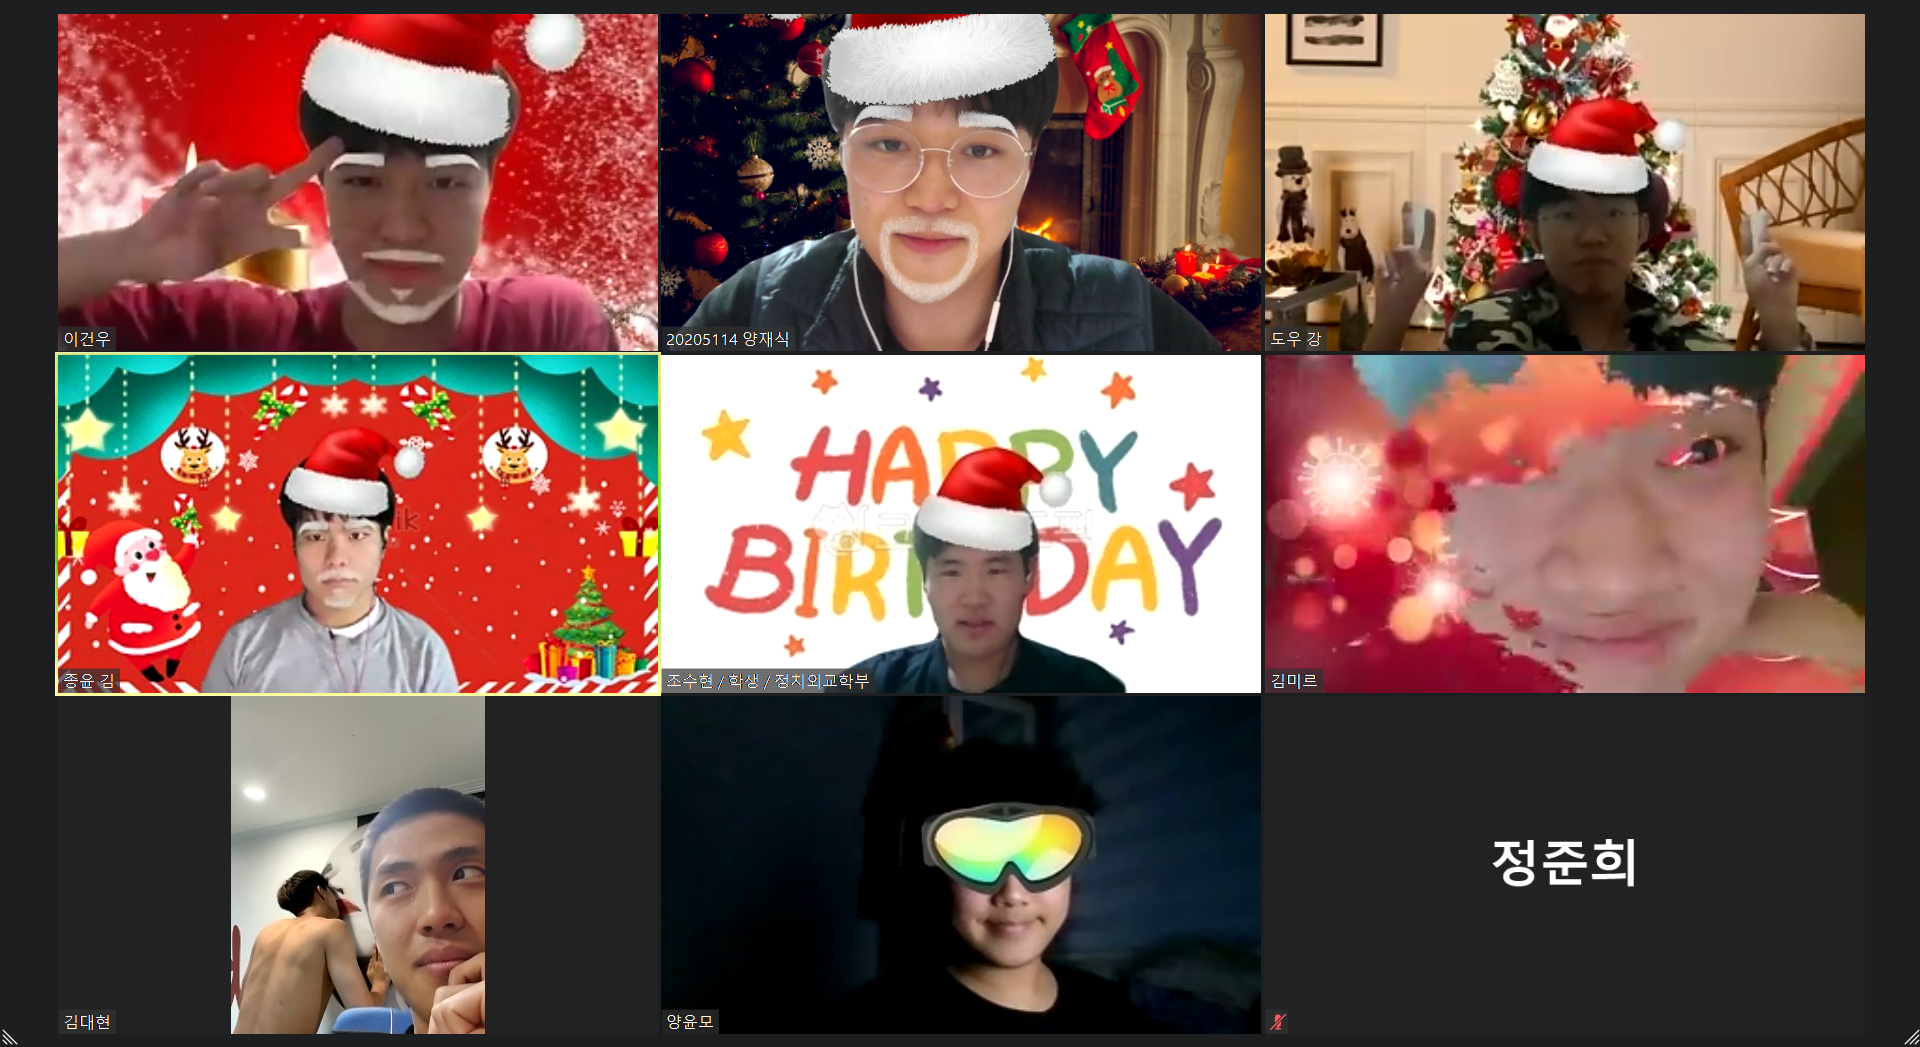 이건우
20205114 양재식
도우 강
종윤 김
HAPPY
BIRTHDAY
조수현 / 학생 / 정치외교학부
김미르
김대현
양윤모
정준희